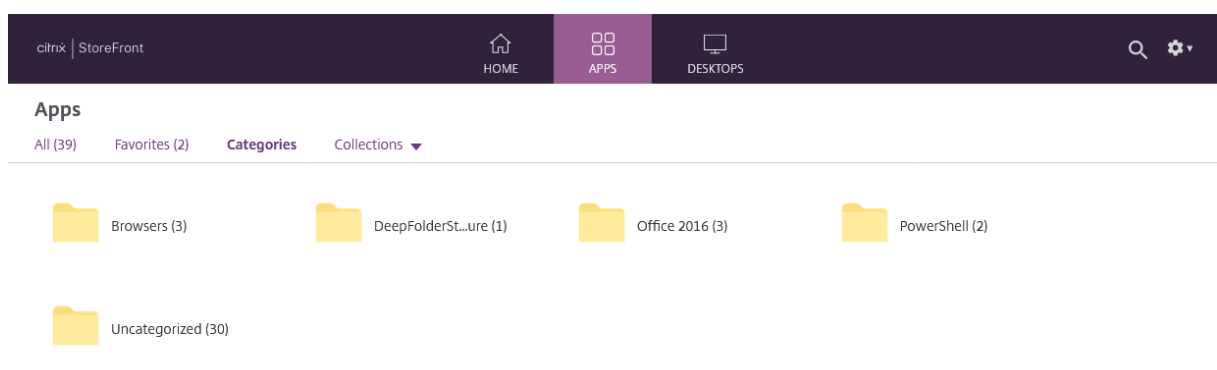 citrix | StoreFront
HOME
APPS
DESKTOPS
Apps
All (39)
Favorites (2)
Categories
Collections
Browsers (3)
DeepFolderSt...ure (1)
Office 2016 (3)
PowerShell (2)
Uncategorized (30)